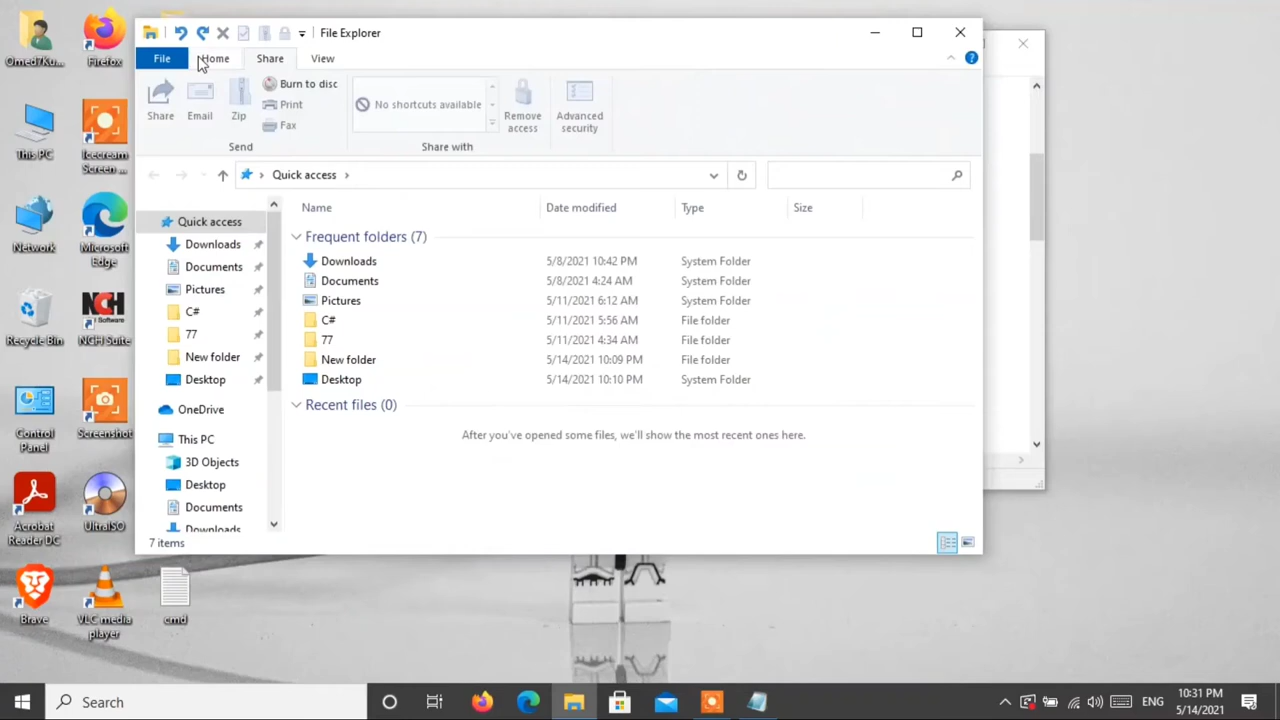 File Explorer
File Home Share View
Share Email Zip Burn to disc Print Fax
No shortcuts available
Remove access
Advanced security
Send
Share with
Quick access
Name Date modified Type Size
Quick access
Downloads
Documents
Pictures
C#
77
New folder
Desktop
OneDrive
This PC
3D Objects
Desktop
Documents
Downloads
Frequent folders (7)
Downloads 5/8/2021 10:42 PM System Folder
Documents 5/8/2021 4:24 AM System Folder
Pictures 5/11/2021 6:12 AM System Folder
C# 5/11/2021 5:56 AM File folder
77 5/11/2021 4:34 AM File folder
New folder 5/14/2021 10:09 PM File folder
Desktop 5/14/2021 10:10 PM System Folder
Recent files (0)
After you've opened some files, we'll show the most recent ones here.
7 items
Omed7Ku...
Firefox
This PC
Icecream
Screen ...
Network
Microsoft
Edge
Recycle Bin
NCH
Software
NCH Suite
Control
Panel
Screenshot
Acrobat
Reader DC
UltraISO
Brave
VLC media
player
cmd
Search
ENG
10:31 PM
5/14/2021